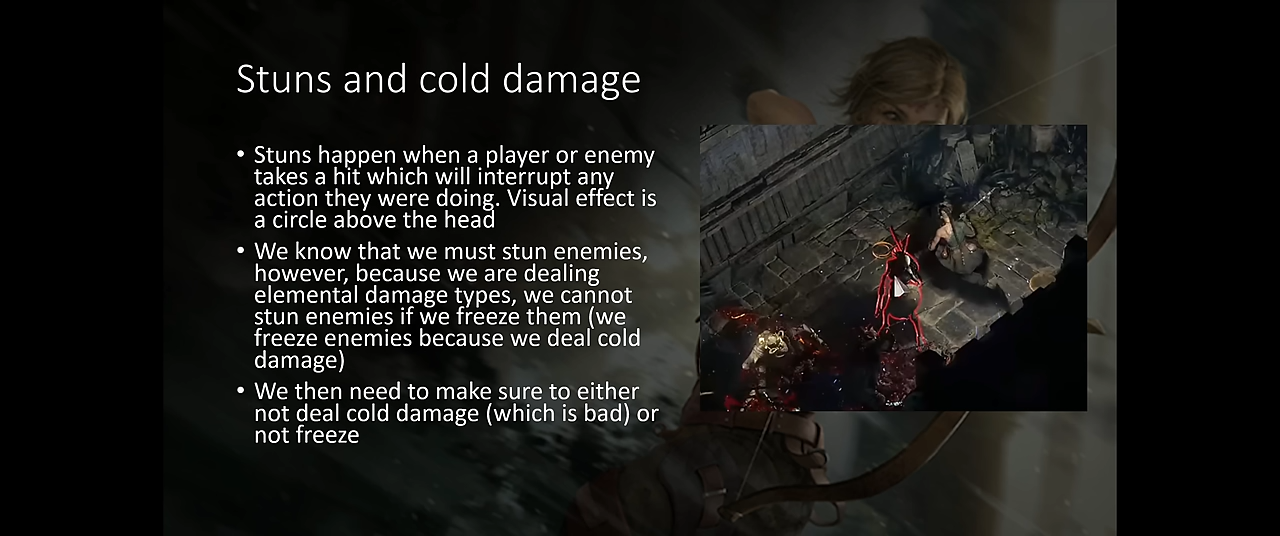 Stuns and cold damage
• Stuns happen when a player or enemy
takes a hit which will interrupt any
action they were doing. Visual effect is
a circle above the head
• We know that we must stun enemies,
however, because we are dealing
elemental damage types, we cannot
stun enemies if we freeze them (we
freeze enemies because we deal cold
damage)
• We then need to make sure to either
not deal cold damage (which is bad) or
not freeze